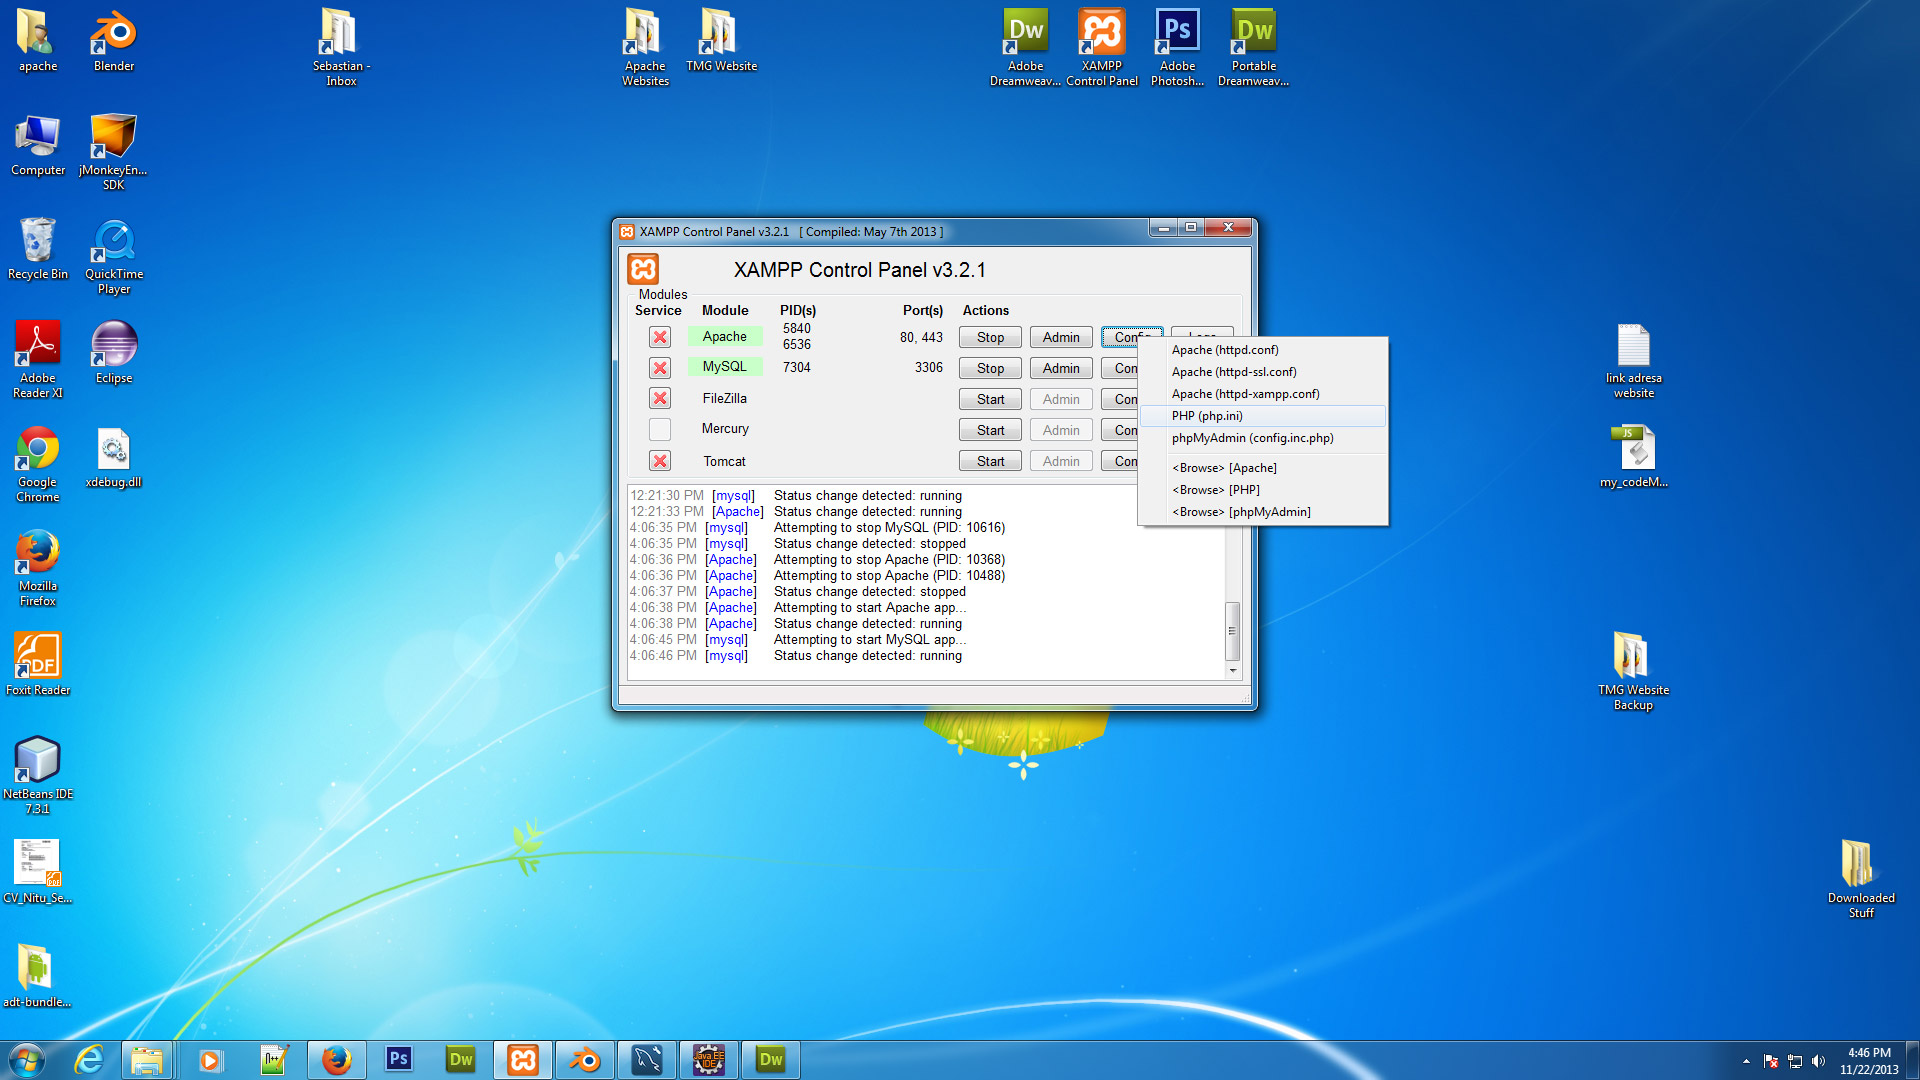 apache
Blender
Sebastian -
Inbox
Apache
Websites
TMG Website
Adobe
Dreamweav...
XAMPP
Control Panel
Adobe
Photosh...
Portable
Dreamweav...
Computer
jMonkeyEn...
SDK
Recycle Bin
QuickTime
Player
Adobe
Reader XI
Eclipse
Google
Chrome
xdebug.dll
Mozilla
Firefox
Foxit Reader
NetBeans IDE
7.3.1
CV_Nitu_Se...
adt-bundle...
link adresa
website
my_codeM...
TMG Website
Backup
Downloaded
Stuff
XAMPP Control Panel v3.2.1 [ Compiled: May 7th 2013 ]
XAMPP Control Panel v3.2.1
Modules
Service Module PID(s) Port(s) Actions
Apache 5840 6536 80, 443 Stop Admin Config Logs
MySQL 7304 3306 Stop Admin Con
FileZilla Start Admin Con
Mercury Start Admin Con
Tomcat Start Admin Con
Apache (httpd.conf)
Apache (httpd-ssl.conf)
Apache (httpd-xampp.conf)
PHP (php.ini)
phpMyAdmin (config.inc.php)
<Browse> [Apache]
<Browse> [PHP]
<Browse> [phpMyAdmin]
12:21:30 PM [mysql] Status change detected: running
12:21:33 PM [Apache] Status change detected: running
4:06:35 PM [mysql] Attempting to stop MySQL (PID: 10616)
4:06:35 PM [mysql] Status change detected: stopped
4:06:36 PM [Apache] Attempting to stop Apache (PID: 10368)
4:06:36 PM [Apache] Attempting to stop Apache (PID: 10488)
4:06:37 PM [Apache] Status change detected: stopped
4:06:38 PM [Apache] Attempting to start Apache app...
4:06:38 PM [Apache] Status change detected: running
4:06:45 PM [mysql] Attempting to start MySQL app...
4:06:46 PM [mysql] Status change detected: running
4:46 PM
11/22/2013